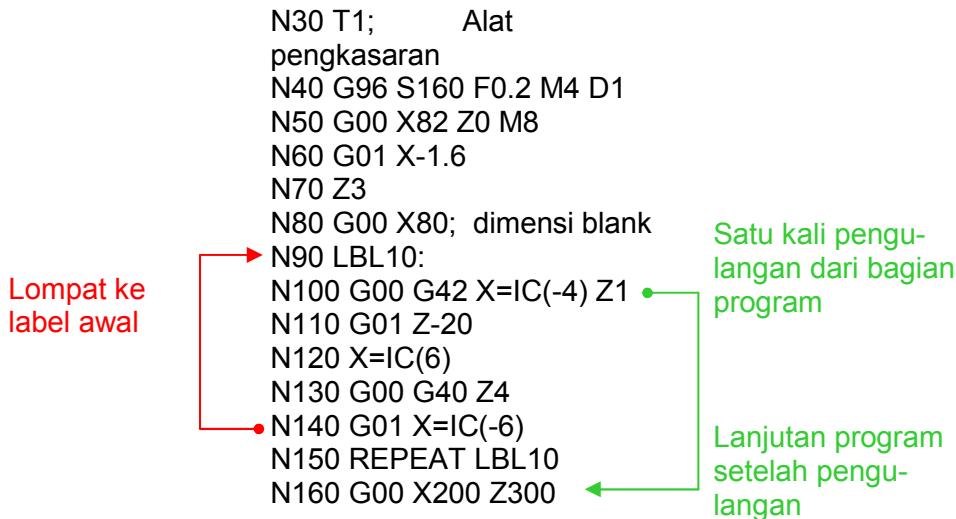 N30 T1; Alat
pengkasaran
N40 G96 S160 F0.2 M4 D1
N50 G00 X82 Z0 M8
N60 G01 X-1.6
N70 Z3
N80 G00 X80; dimensi blank
N90 LBL10:
N100 G00 G42 X=IC(-4) Z1
N110 G01 Z-20
N120 X=IC(6)
N130 G00 G40 Z4
N140 G01 X=IC(-6)
N150 REPEAT LBL10
N160 G00 X200 Z300
Lompat ke
label awal
Satu kali pengu-
langan dari bagian
program
Lanjutan program
setelah pengu-
langan